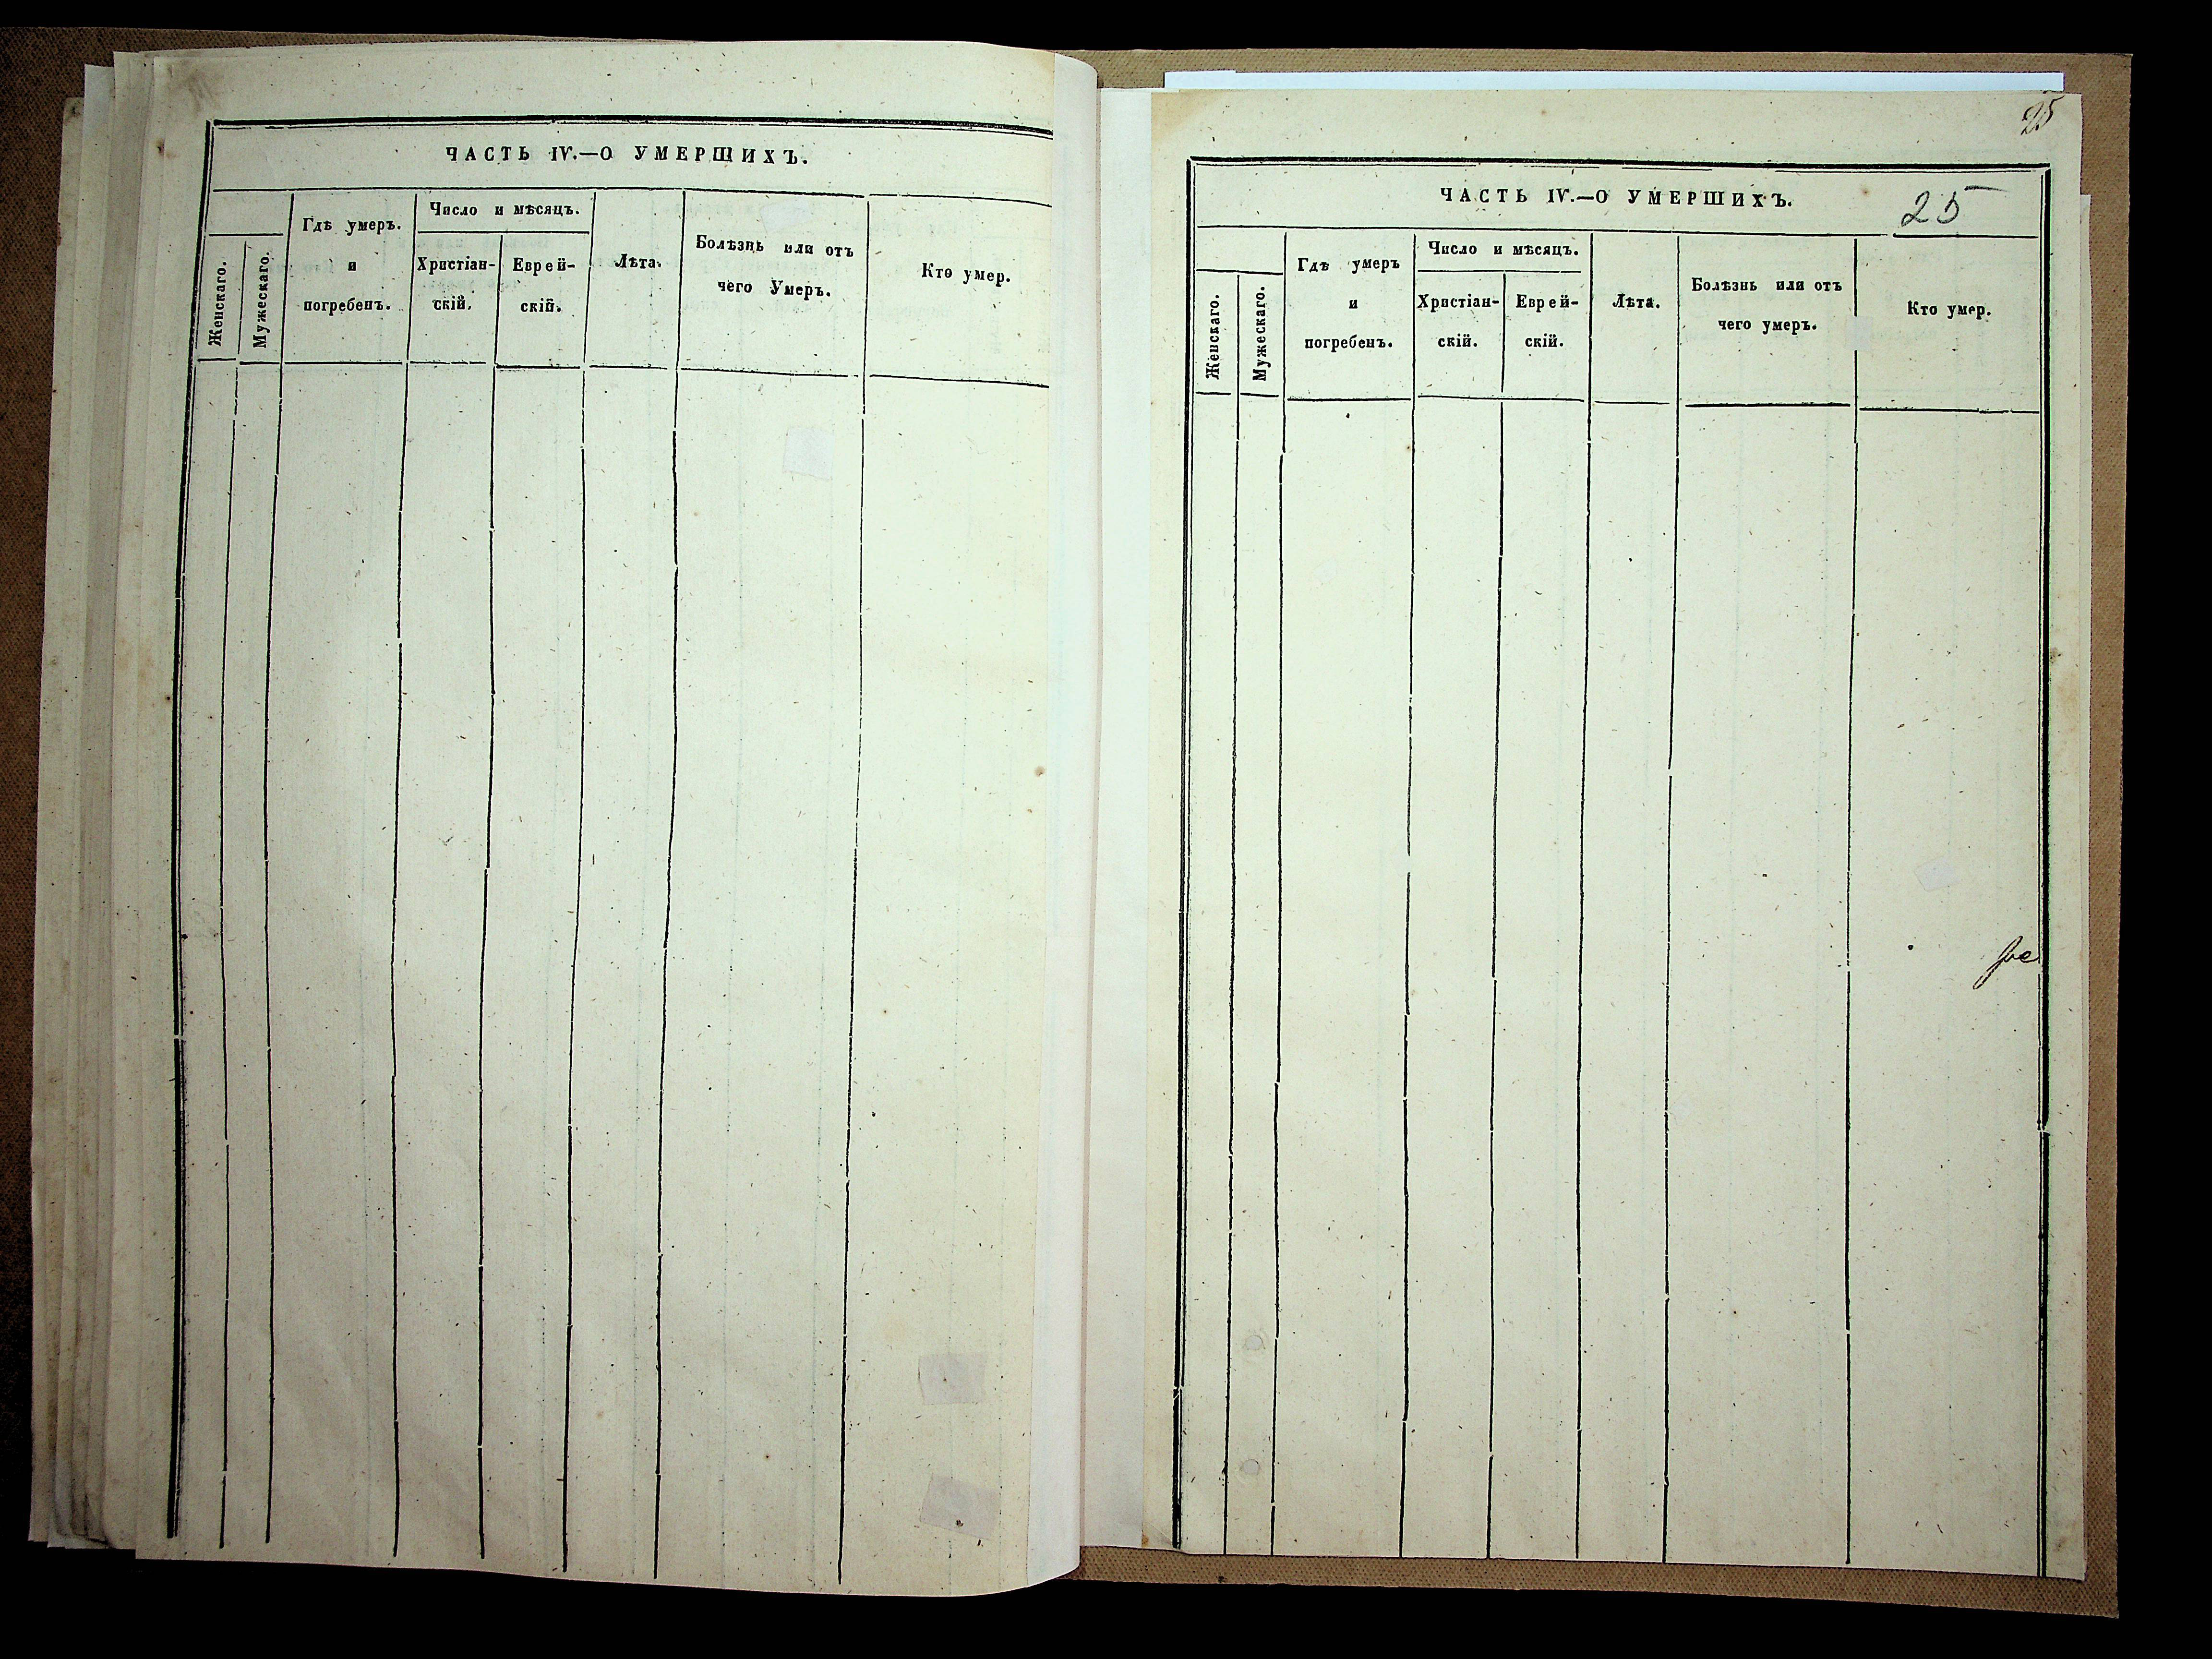 ЧАСТЬ IV.—О УМЕРШИХЪ.
Женскаго.
Мужескаго.
Гдѣ умеръ.
и
погребенъ.
Число и мѣсяцъ.
Христіан-
скій.
Еврей-
скій.
Лѣта.
Болѣзнь или отъ
чего Умеръ.
Кто умер.
25
ЧАСТЬ IV.—О УМЕРШИХЪ.
25
Женскаго.
Мужескаго.
Гдѣ умеръ
и
погребенъ.
Число и мѣсяцъ.
Христіан-
скій.
Еврей-
скій.
Лѣта.
Болѣзнь или отъ
чего умеръ.
Кто умер.